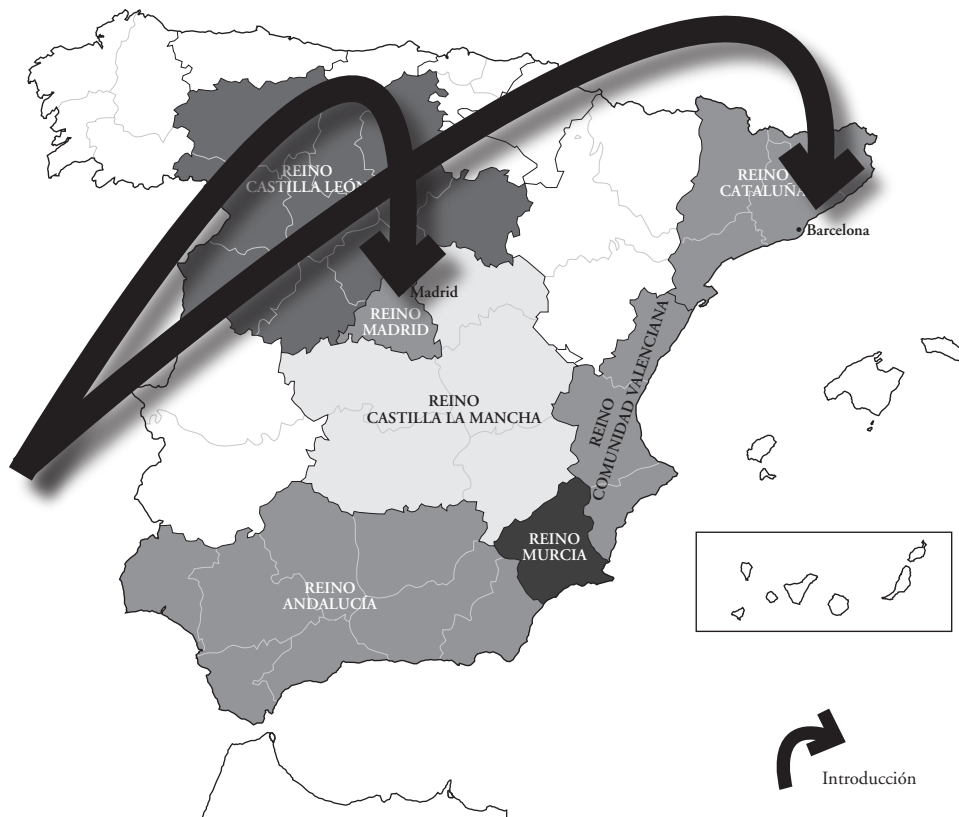 REINO
CASTILLA LEÓN
REINO
CATALUÑA
Barcelona
Madrid
REINO
MADRID
REINO
COMUNIDAD VALENCIANA
REINO
CASTILLA LA MANCHA
REINO
MURCIA
REINO
ANDALUCÍA
Introducción